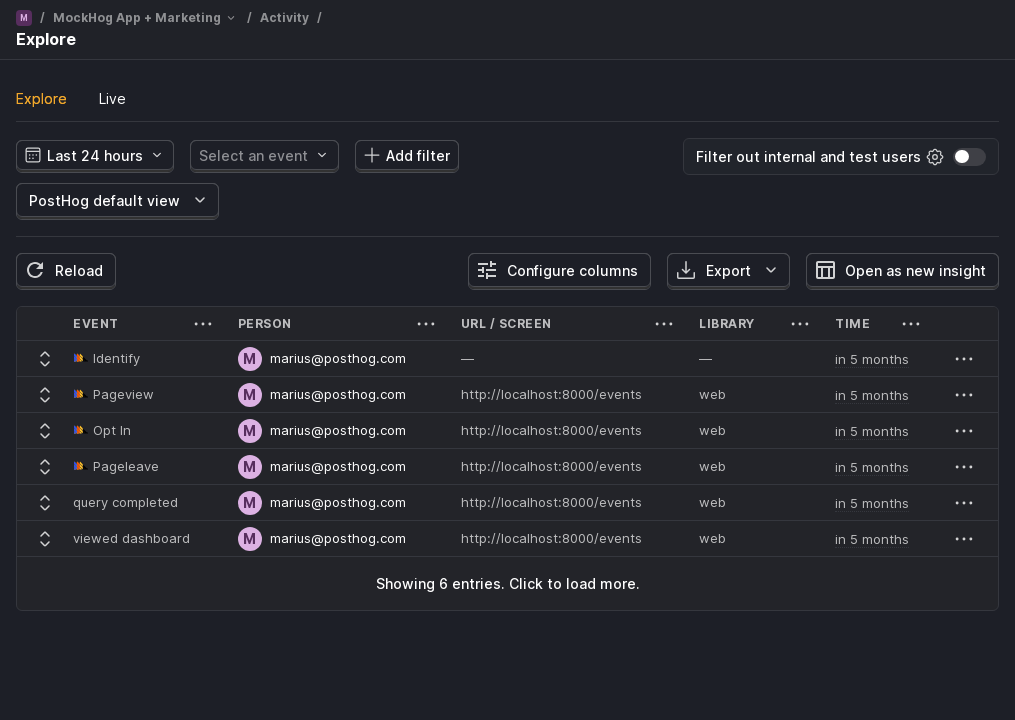 M / MockHog App + Marketing / Activity /
Explore
Explore Live
Last 24 hours Select an event Add filter Filter out internal and test users
PostHog default view
Reload Configure columns Export Open as new insight
EVENT PERSON URL / SCREEN LIBRARY TIME
Identify M marius@posthog.com — — in 5 months
Pageview M marius@posthog.com http://localhost:8000/events web in 5 months
Opt In M marius@posthog.com http://localhost:8000/events web in 5 months
Pageleave M marius@posthog.com http://localhost:8000/events web in 5 months
query completed M marius@posthog.com http://localhost:8000/events web in 5 months
viewed dashboard M marius@posthog.com http://localhost:8000/events web in 5 months
Showing 6 entries. Click to load more.